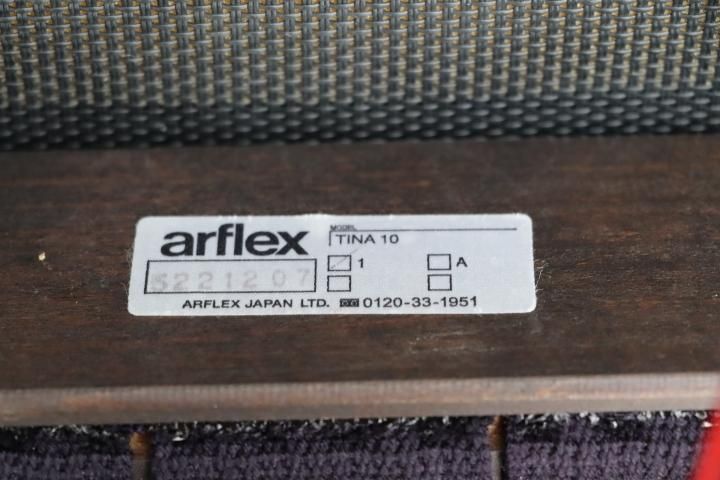 arflex
MODEL
TINA 10
1 A
S221207
ARFLEX JAPAN LTD. 0120-33-1951